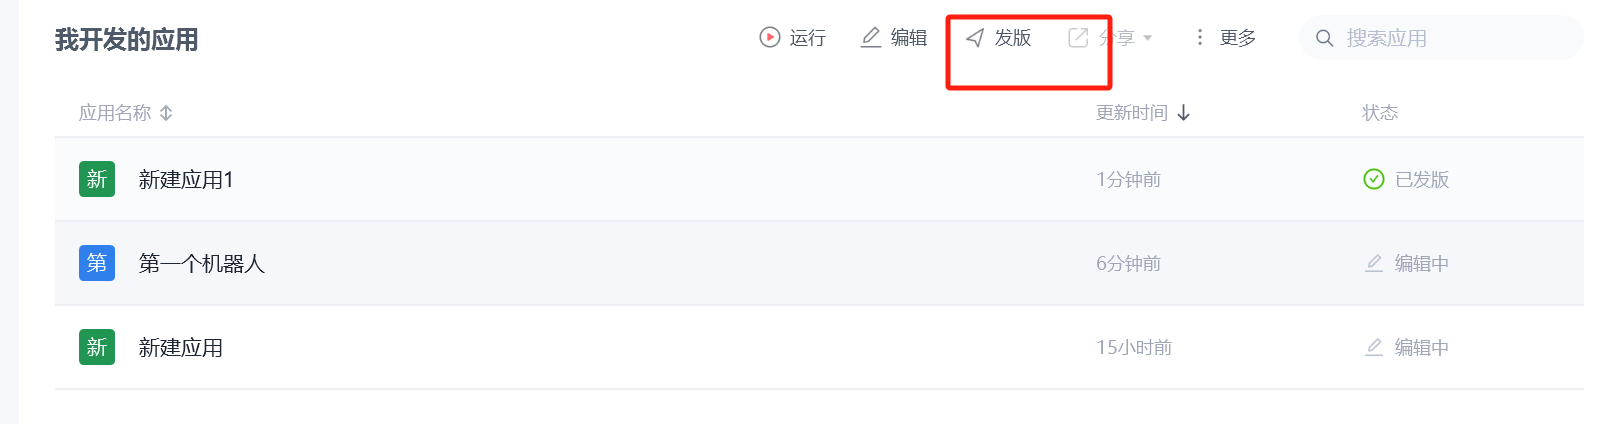 我开发的应用 运行 编辑 发版 分享 更多 搜索应用
应用名称 更新时间 状态
新 新建应用1 1分钟前 已发版
第 第一个机器人 6分钟前 编辑中
新 新建应用 15小时前 编辑中